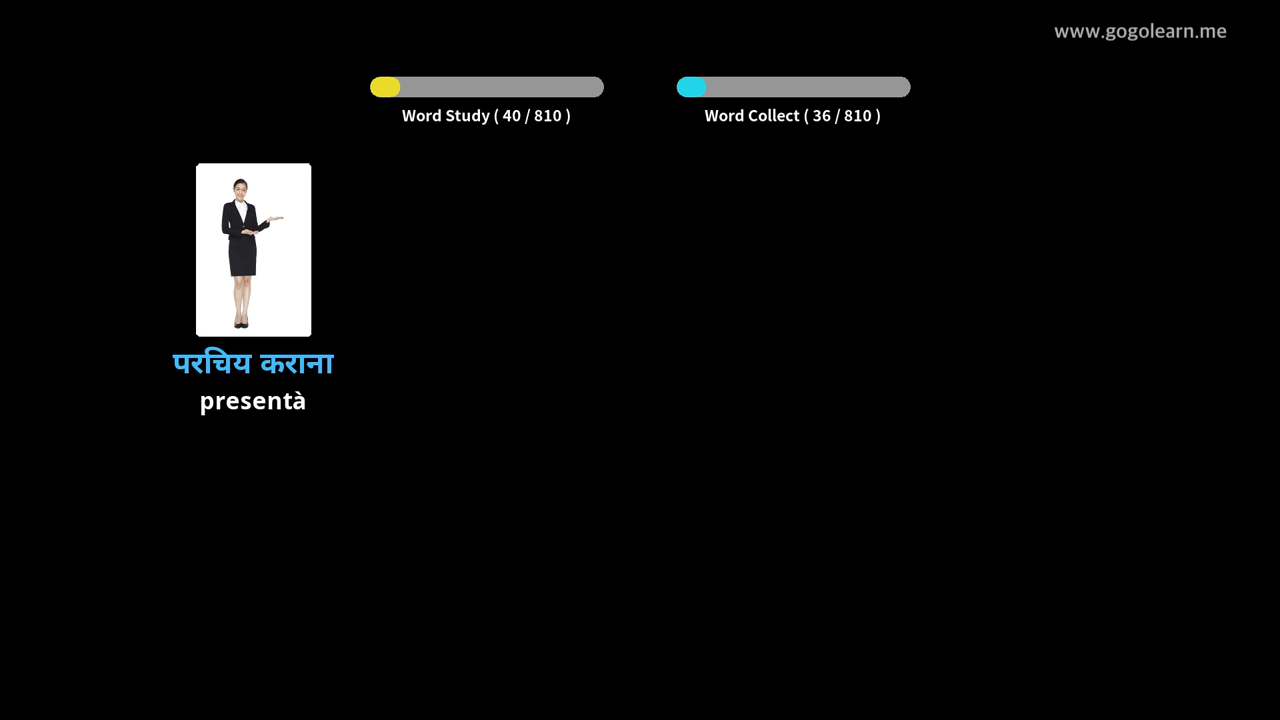 www.gogolearn.me
Word Study ( 40 / 810 )
Word Collect ( 36 / 810 )
परिचय कराना
presentà